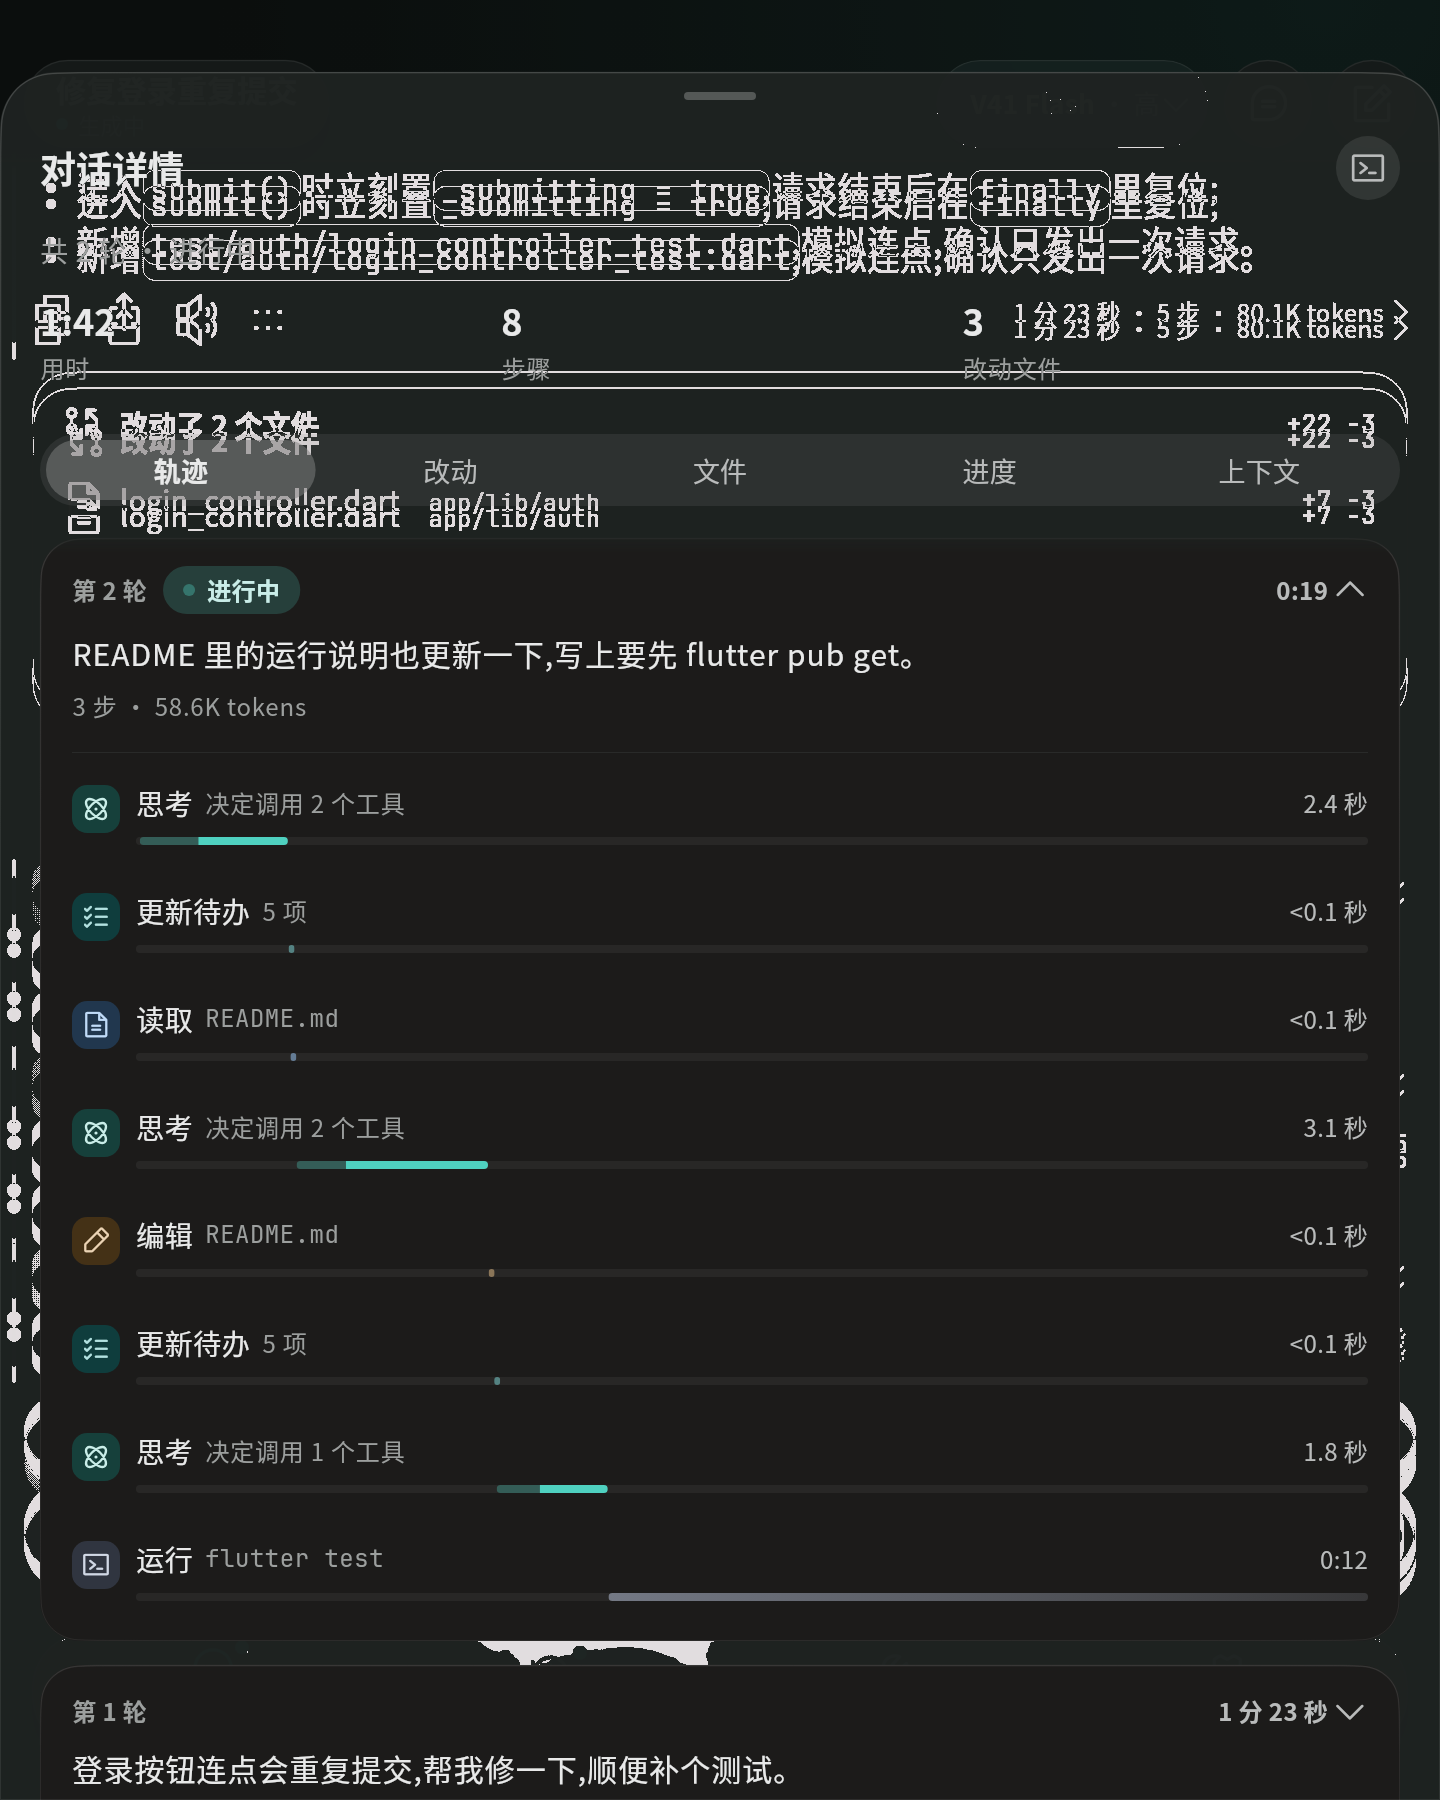 修复登录重复提交
对话详情
进入 submit() 时立刻置 _submitting = true,请求结束后在 finally 里复位;
新增 test/auth/login_controller_test.dart,模拟连点,确认只发出一次请求。
1:42
8
3
1 分 23 秒 · 5 步 · 80.1K tokens
用时
步骤
改动文件
改动了 2 个文件
+22 -3
轨迹
改动
文件
进度
上下文
login_controller.dart app/lib/auth
+7 -3
第 2 轮
进行中
0:19
README 里的运行说明也更新一下,写上要先 flutter pub get。
3 步 · 58.6K tokens
思考 决定调用 2 个工具 2.4 秒
更新待办 5 项 <0.1 秒
读取 README.md <0.1 秒
思考 决定调用 2 个工具 3.1 秒
编辑 README.md <0.1 秒
更新待办 5 项 <0.1 秒
思考 决定调用 1 个工具 1.8 秒
运行 flutter test 0:12
第 1 轮
1 分 23 秒
登录按钮连点会重复提交,帮我修一下,顺便补个测试。